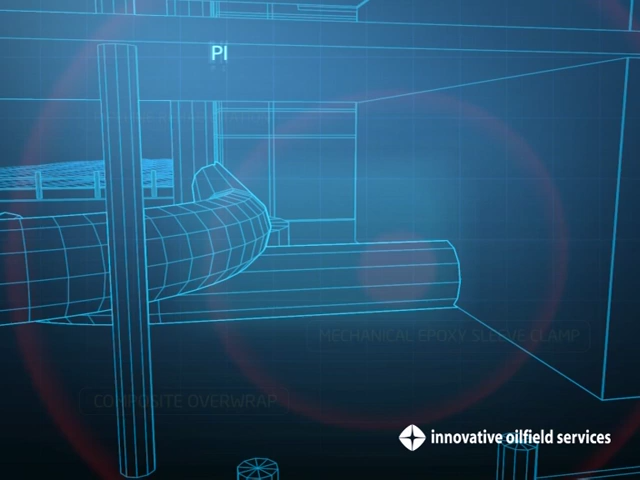 PI
MECHANICAL EPOXY SLEEVE CLAMP
COMPOSITE OVERWRAP
innovative oilfield services